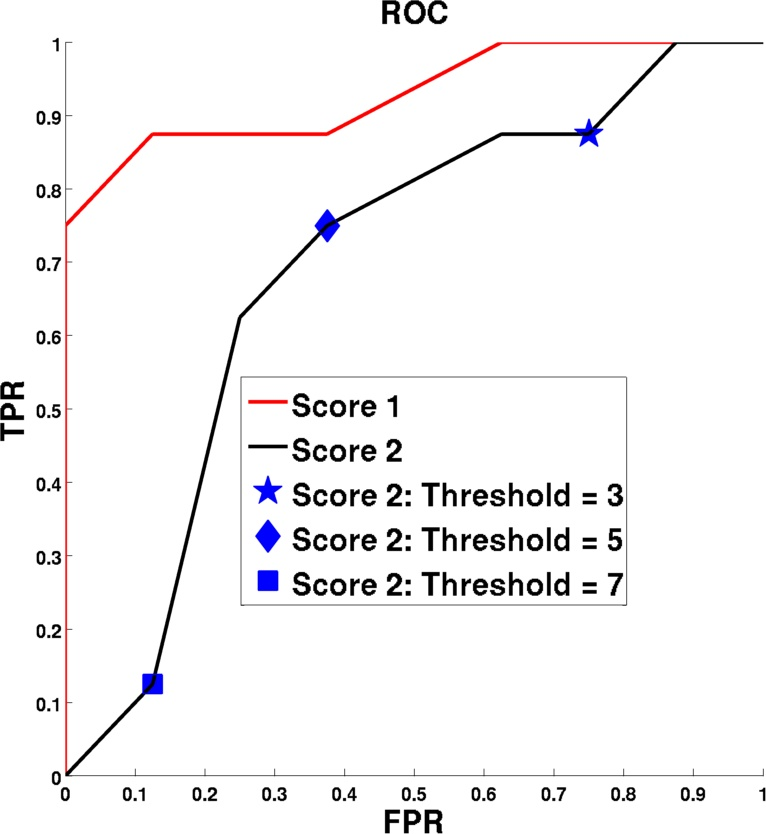 ROC
1
0.9
0.8
0.7
0.6
0.5
0.4
0.3
0.2
0.1
0
TPR
Score 1
Score 2
Score 2: Threshold = 3
Score 2: Threshold = 5
Score 2: Threshold = 7
0 0.1 0.2 0.3 0.4 0.5 0.6 0.7 0.8 0.9 1
FPR